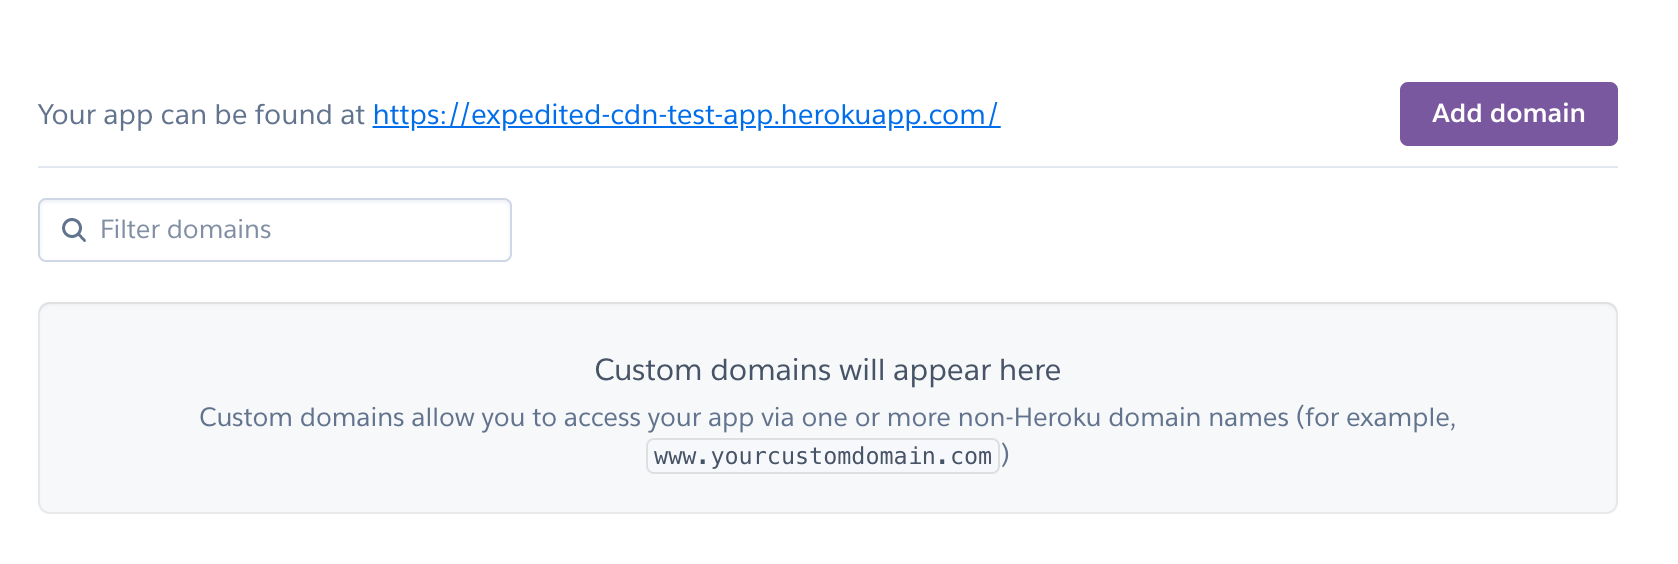 Your app can be found at https://expedited-cdn-test-app.herokuapp.com/
Add domain
Filter domains
Custom domains will appear here
Custom domains allow you to access your app via one or more non-Heroku domain names (for example,
www.yourcustomdomain.com)